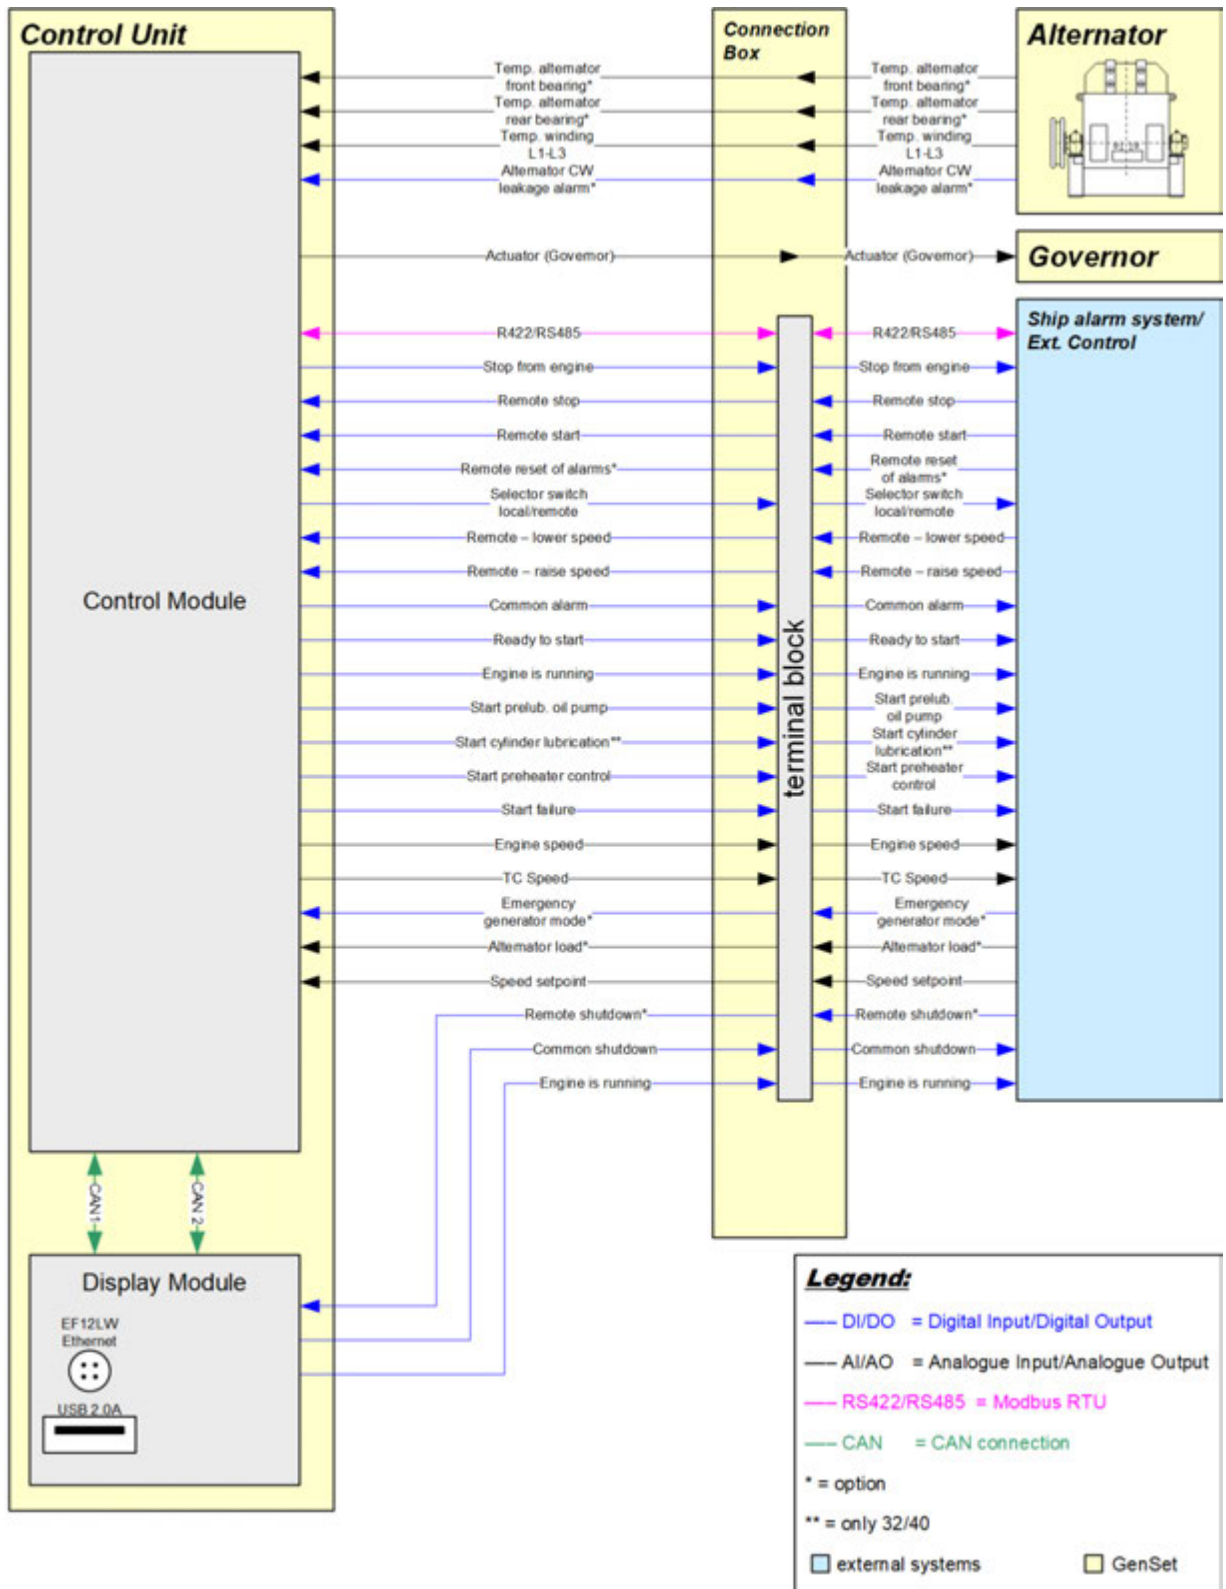 Control Unit
Connection
Box
Alternator
Temp. alternator
front bearing*
Temp. alternator
front bearing*
Temp. alternator
rear bearing*
Temp. alternator
rear bearing*
Temp. winding
L1-L3
Temp. winding
L1-L3
Alternator CW
leakage alarm*
Alternator CW
leakage alarm*
Actuator (Governor)
Actuator (Governor)
Governor
Ship alarm system/
Ext. Control
R422/RS485
R422/RS485
Stop from engine
Stop from engine
Remote stop
Remote stop
Remote start
Remote start
Remote reset of alarms*
Remote reset
of alarms*
Selector switch
local/remote
Selector switch
local/remote
Remote – lower speed
Remote – lower speed
Remote – raise speed
Remote – raise speed
Control Module
Common alarm
Common alarm
Ready to start
Ready to start
terminal block
Engine is running
Engine is running
Start prelub. oil pump
Start prelub.
oil pump
Start cylinder lubrication**
Start cylinder
lubrication**
Start preheater control
Start preheater
control
Start failure
Start failure
Engine speed
Engine speed
TC Speed
TC Speed
Emergency
generator mode*
Emergency
generator mode*
Alternator load*
Alternator load*
Speed setpoint
Speed setpoint
Remote shutdown*
Remote shutdown*
Common shutdown
Common shutdown
Engine is running
Engine is running
CAN1
CAN 2
Display Module
EF12LW
Ethernet
USB 2.0A
Legend:
DI/DO = Digital Input/Digital Output
AI/AO = Analogue Input/Analogue Output
RS422/RS485 = Modbus RTU
CAN = CAN connection
* = option
** = only 32/40
external systems
GenSet